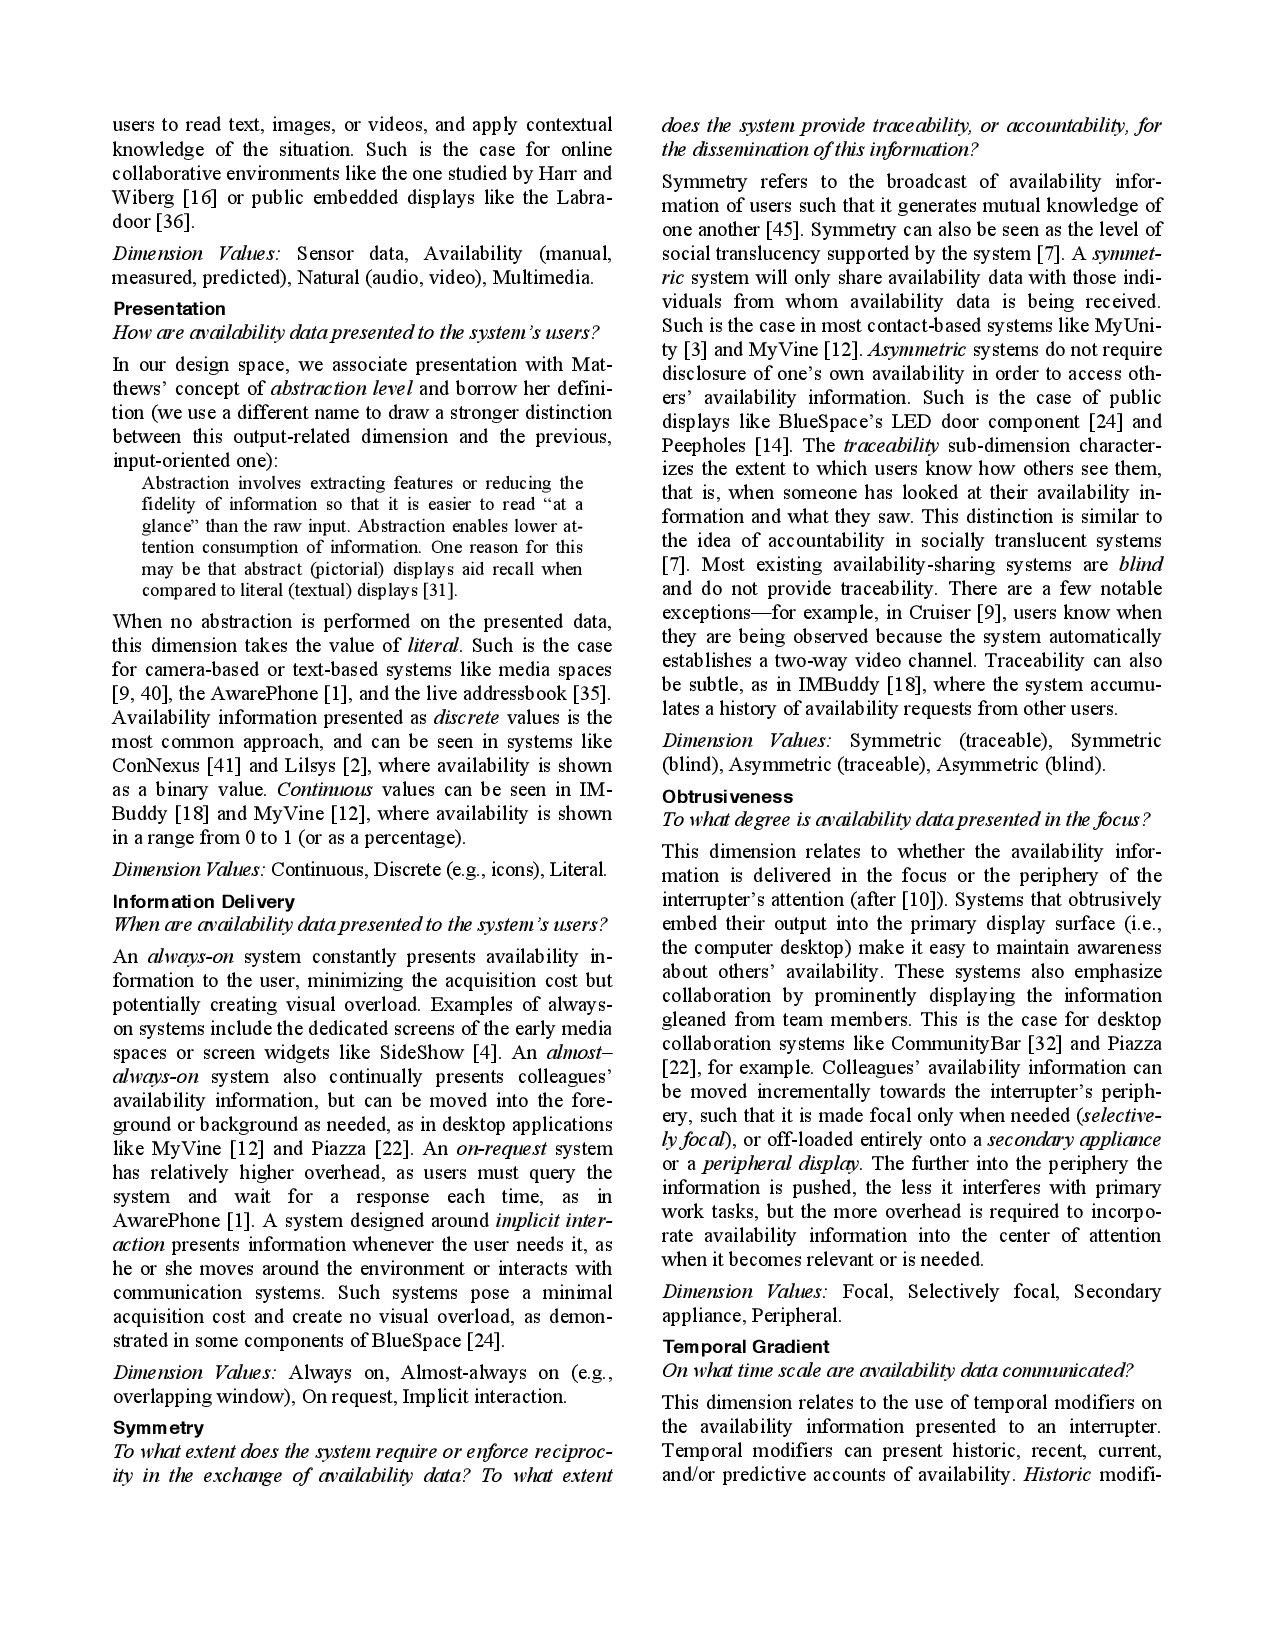 users to read text, images, or videos, and apply contextual
knowledge of the situation. Such is the case for online
collaborative environments like the one studied by Harr and
Wiberg [16] or public embedded displays like the Labra-
door [36].
Dimension Values: Sensor data, Availability (manual,
measured, predicted), Natural (audio, video), Multimedia.
Presentation
How are availability data presented to the system's users?
In our design space, we associate presentation with Mat-
thews' concept of abstraction level and borrow her defini-
tion (we use a different name to draw a stronger distinction
between this output-related dimension and the previous,
input-oriented one):
Abstraction involves extracting features or reducing the
fidelity of information so that it is easier to read “at a
glance” than the raw input. Abstraction enables lower at-
tention consumption of information. One reason for this
may be that abstract (pictorial) displays aid recall when
compared to literal (textual) displays [31].
When no abstraction is performed on the presented data,
this dimension takes the value of literal. Such is the case
for camera-based or text-based systems like media spaces
[9, 40], the AwarePhone [1], and the live addressbook [35].
Availability information presented as discrete values is the
most common approach, and can be seen in systems like
ConNexus [41] and Lilsys [2], where availability is shown
as a binary value. Continuous values can be seen in IM-
Buddy [18] and MyVine [12], where availability is shown
in a range from 0 to 1 (or as a percentage).
Dimension Values: Continuous, Discrete (e.g., icons), Literal.
Information Delivery
When are availability data presented to the system's users?
An always-on system constantly presents availability in-
formation to the user, minimizing the acquisition cost but
potentially creating visual overload. Examples of always-
on systems include the dedicated screens of the early media
spaces or screen widgets like SideShow [4]. An almost–
always-on system also continually presents colleagues'
availability information, but can be moved into the fore-
ground or background as needed, as in desktop applications
like MyVine [12] and Piazza [22]. An on-request system
has relatively higher overhead, as users must query the
system and wait for a response each time, as in
AwarePhone [1]. A system designed around implicit inter-
action presents information whenever the user needs it, as
he or she moves around the environment or interacts with
communication systems. Such systems pose a minimal
acquisition cost and create no visual overload, as demon-
strated in some components of BlueSpace [24].
Dimension Values: Always on, Almost-always on (e.g.,
overlapping window), On request, Implicit interaction.
Symmetry
To what extent does the system require or enforce reciproc-
ity in the exchange of availability data? To what extent
does the system provide traceability, or accountability, for
the dissemination of this information?
Symmetry refers to the broadcast of availability infor-
mation of users such that it generates mutual knowledge of
one another [45]. Symmetry can also be seen as the level of
social translucency supported by the system [7]. A symmet-
ric system will only share availability data with those indi-
viduals from whom availability data is being received.
Such is the case in most contact-based systems like MyUni-
ty [3] and MyVine [12]. Asymmetric systems do not require
disclosure of one's own availability in order to access oth-
ers' availability information. Such is the case of public
displays like BlueSpace's LED door component [24] and
Peepholes [14]. The traceability sub-dimension character-
izes the extent to which users know how others see them,
that is, when someone has looked at their availability in-
formation and what they saw. This distinction is similar to
the idea of accountability in socially translucent systems
[7]. Most existing availability-sharing systems are blind
and do not provide traceability. There are a few notable
exceptions—for example, in Cruiser [9], users know when
they are being observed because the system automatically
establishes a two-way video channel. Traceability can also
be subtle, as in IMBuddy [18], where the system accumu-
lates a history of availability requests from other users.
Dimension Values: Symmetric (traceable), Symmetric
(blind), Asymmetric (traceable), Asymmetric (blind).
Obtrusiveness
To what degree is availability data presented in the focus?
This dimension relates to whether the availability infor-
mation is delivered in the focus or the periphery of the
interrupter's attention (after [10]). Systems that obtrusively
embed their output into the primary display surface (i.e.,
the computer desktop) make it easy to maintain awareness
about others' availability. These systems also emphasize
collaboration by prominently displaying the information
gleaned from team members. This is the case for desktop
collaboration systems like CommunityBar [32] and Piazza
[22], for example. Colleagues' availability information can
be moved incrementally towards the interrupter's periph-
ery, such that it is made focal only when needed (selective-
ly focal), or off-loaded entirely onto a secondary appliance
or a peripheral display. The further into the periphery the
information is pushed, the less it interferes with primary
work tasks, but the more overhead is required to incorpo-
rate availability information into the center of attention
when it becomes relevant or is needed.
Dimension Values: Focal, Selectively focal, Secondary
appliance, Peripheral.
Temporal Gradient
On what time scale are availability data communicated?
This dimension relates to the use of temporal modifiers on
the availability information presented to an interrupter.
Temporal modifiers can present historic, recent, current,
and/or predictive accounts of availability. Historic modifi-